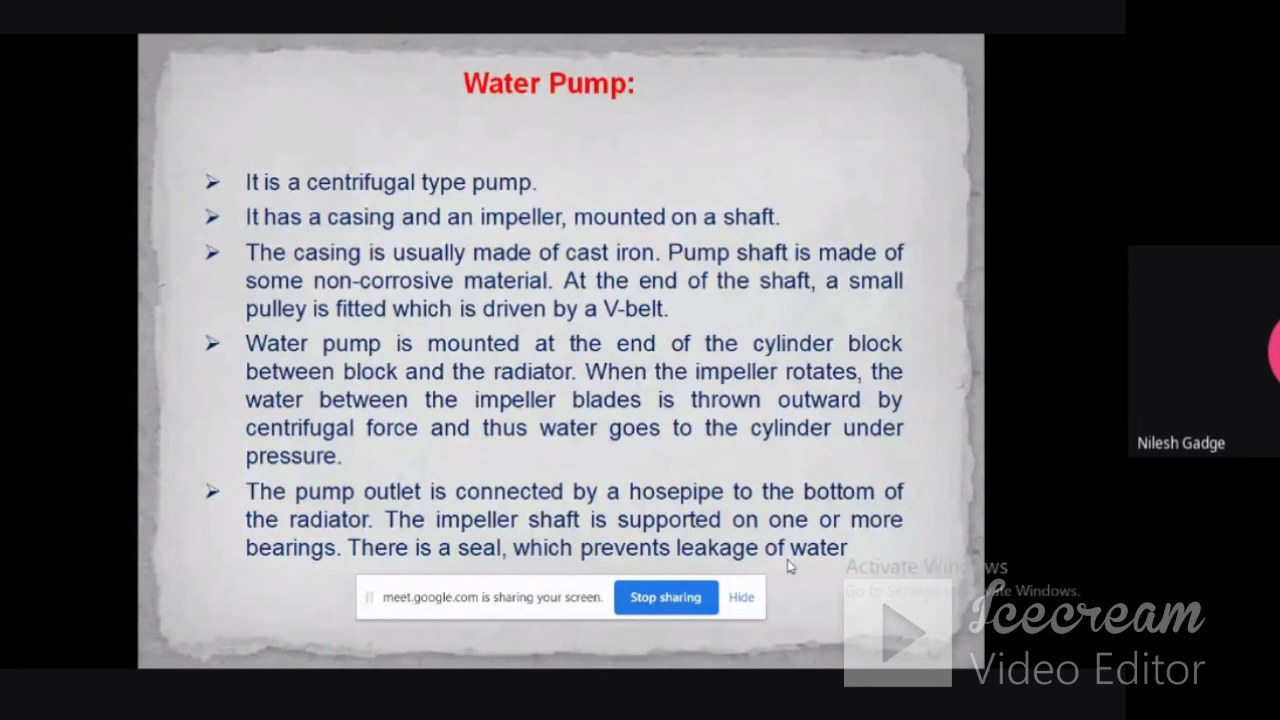 Water Pump:
It is a centrifugal type pump.
It has a casing and an impeller, mounted on a shaft.
The casing is usually made of cast iron. Pump shaft is made of
some non-corrosive material. At the end of the shaft, a small
pulley is fitted which is driven by a V-belt.
Water pump is mounted at the end of the cylinder block
between block and the radiator. When the impeller rotates, the
water between the impeller blades is thrown outward by
centrifugal force and thus water goes to the cylinder under
pressure.
The pump outlet is connected by a hosepipe to the bottom of
the radiator. The impeller shaft is supported on one or more
bearings. There is a seal, which prevents leakage of water
meet.google.com is sharing your screen. Stop sharing Hide
Nilesh Gadge
Activate Windows
Go to Windows.
Icecream
Video Editor